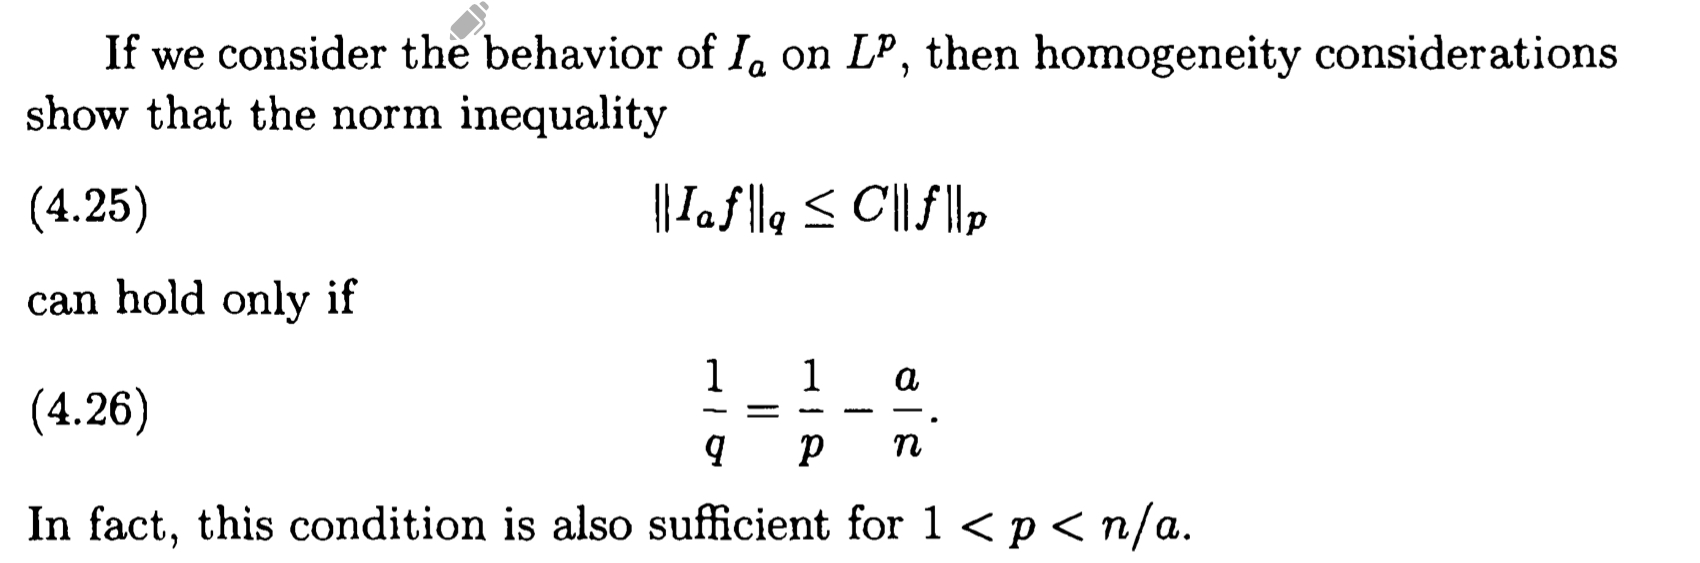 If we consider the behavior of I_a on L^p, then homogeneity considerations
show that the norm inequality
(4.25) ‖I_a f‖_q ≤ C‖f‖_p
can hold only if
(4.26) 1/q = 1/p − a/n.
In fact, this condition is also sufficient for 1 < p < n/a.